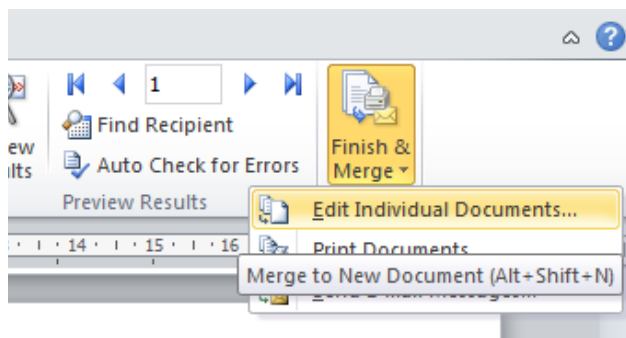 ?
1
Find Recipient
ew
ults
Auto Check for Errors
Finish &
Merge
Preview Results
Edit Individual Documents...
14 15 16
Print Documents
Merge to New Document (Alt+Shift+N)